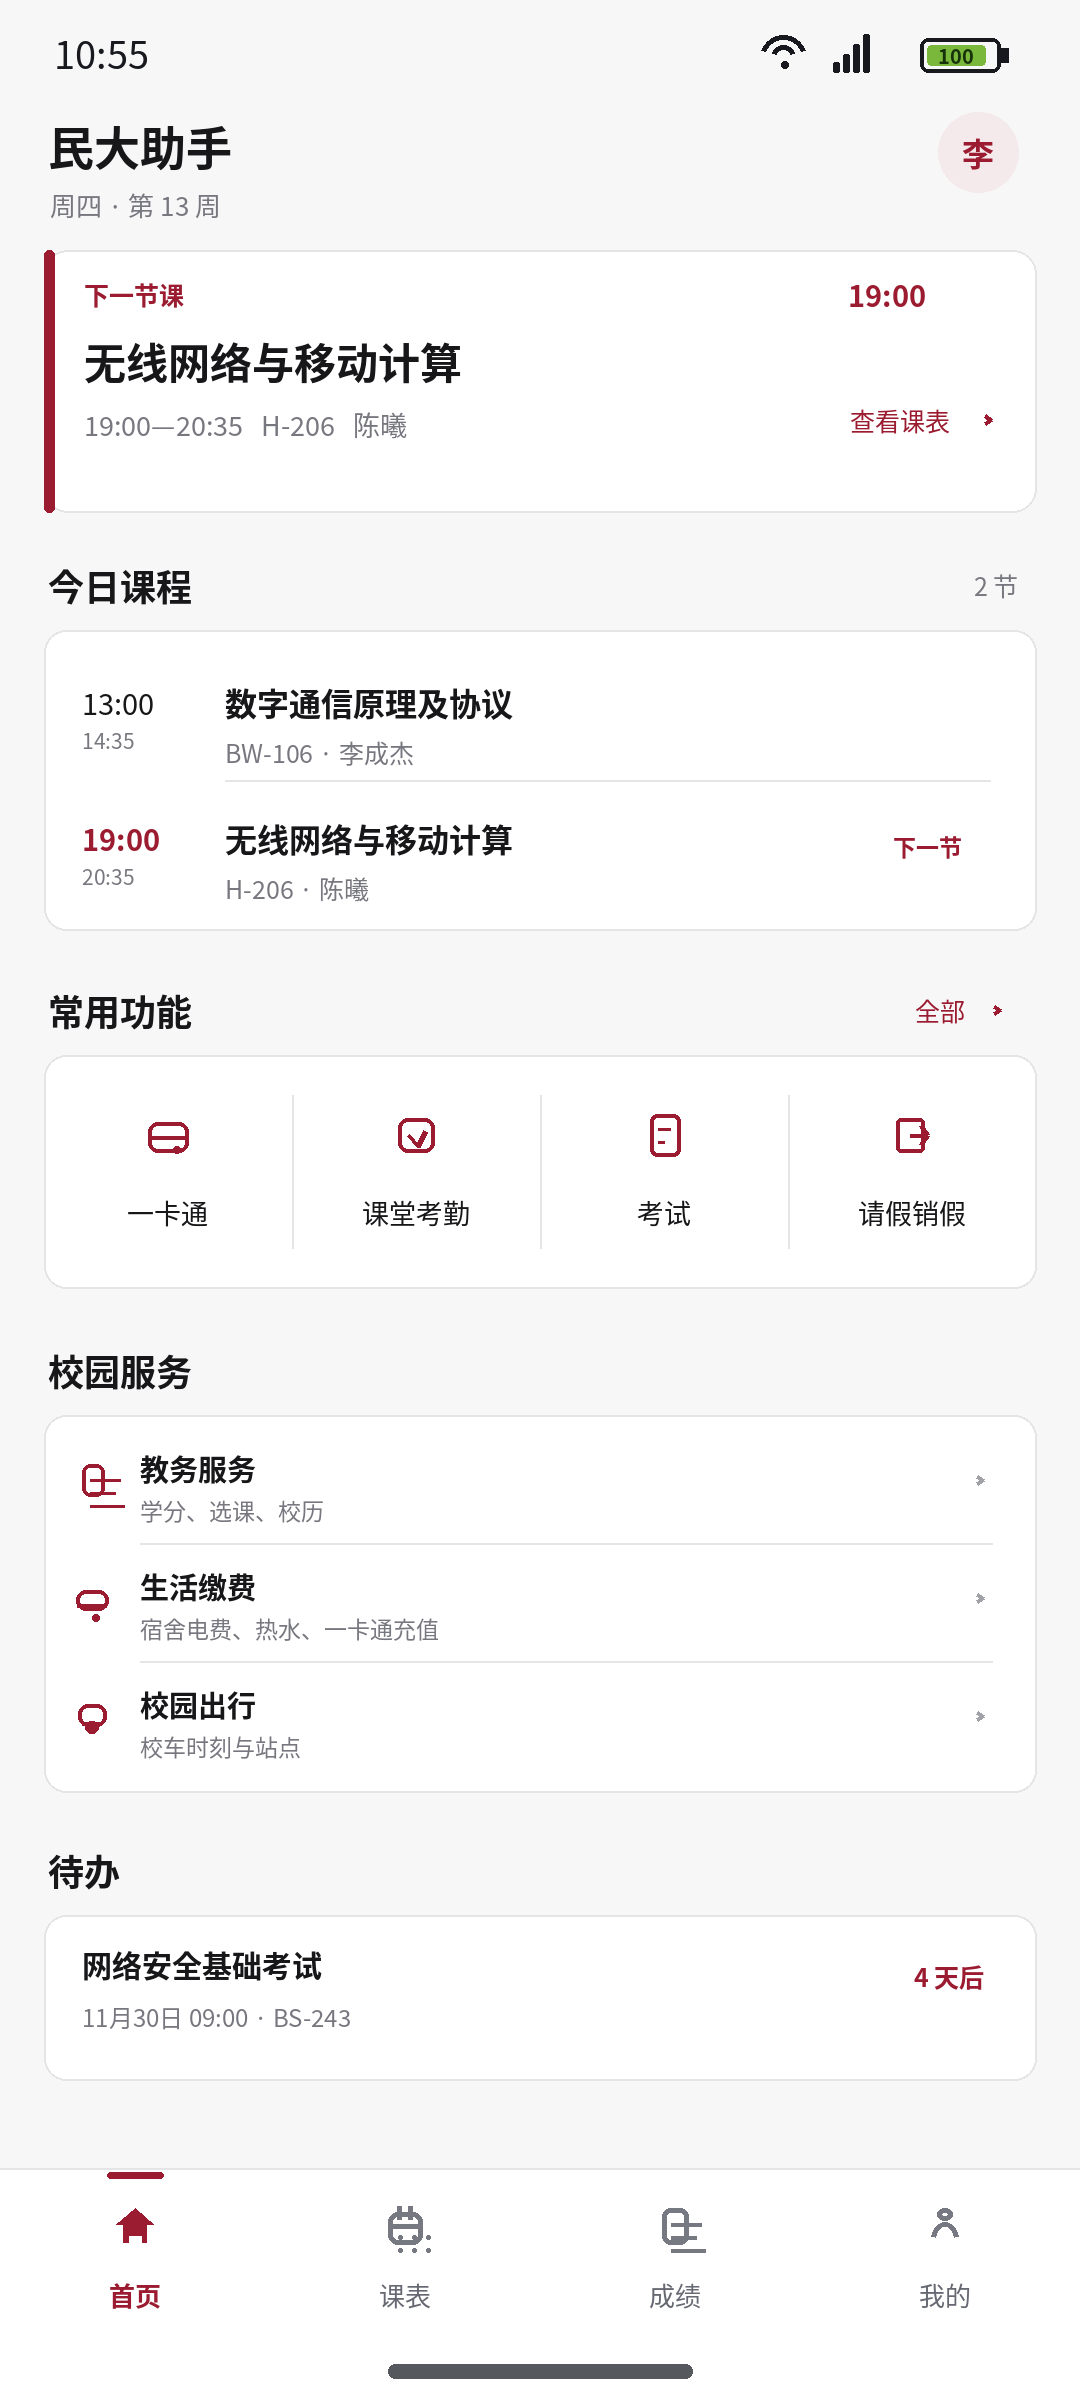 10:55
100
民大助手
李
周四 · 第 13 周
下一节课
19:00
无线网络与移动计算
19:00—20:35 H-206 陈曦
查看课表
今日课程
2 节
13:00
数字通信原理及协议
14:35
BW-106 · 李成杰
19:00
无线网络与移动计算
下一节
20:35
H-206 · 陈曦
常用功能
全部
一卡通
课堂考勤
考试
请假销假
校园服务
教务服务
学分、选课、校历
生活缴费
宿舍电费、热水、一卡通充值
校园出行
校车时刻与站点
待办
网络安全基础考试
4 天后
11月30日 09:00 · BS-243
首页
课表
成绩
我的